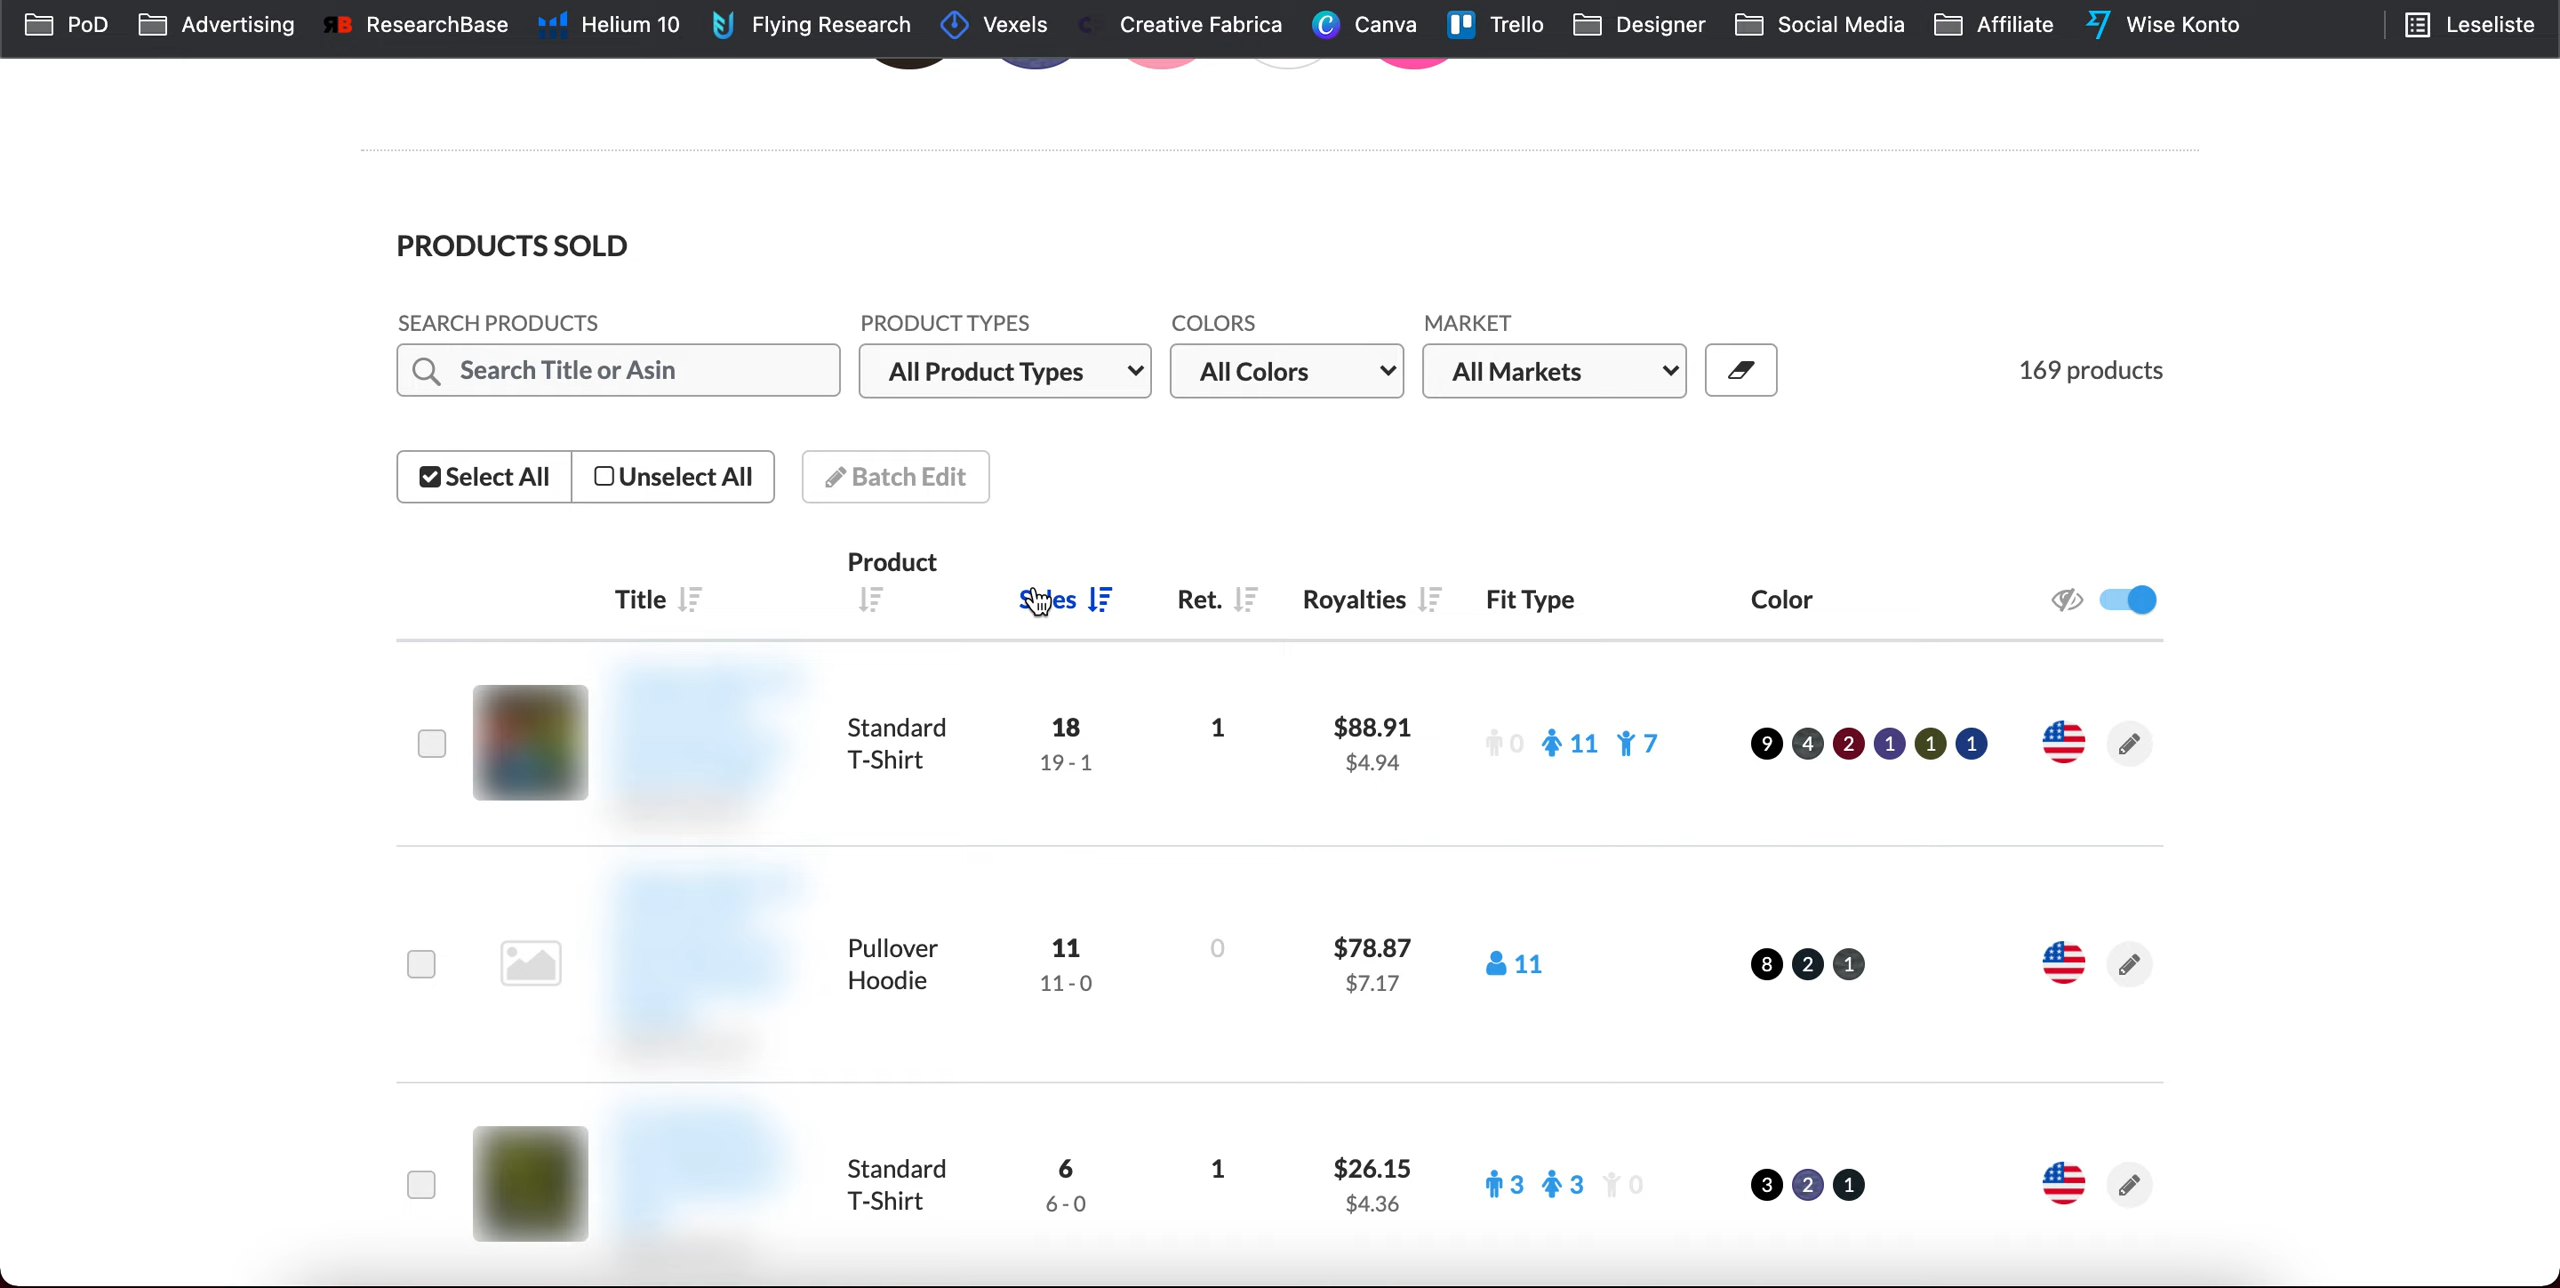 PoD Advertising ResearchBase Helium 10 Flying Research Vexels Creative Fabrica Canva Trello Designer Social Media Affiliate Wise Konto Leseliste
PRODUCTS SOLD
SEARCH PRODUCTS PRODUCT TYPES COLORS MARKET
Search Title or Asin All Product Types All Colors All Markets 169 products
Select All Unselect All Batch Edit
Product
Title Sales Ret. Royalties Fit Type Color
Standard 18 1 $88.91
0 11 7 9 4 2 1 1 1
T-Shirt 19 - 1 $4.94
Pullover 11 0 $78.87
11 8 2 1
Hoodie 11 - 0 $7.17
Standard 6 1 $26.15
3 3 0 3 2 1
T-Shirt 6 - 0 $4.36